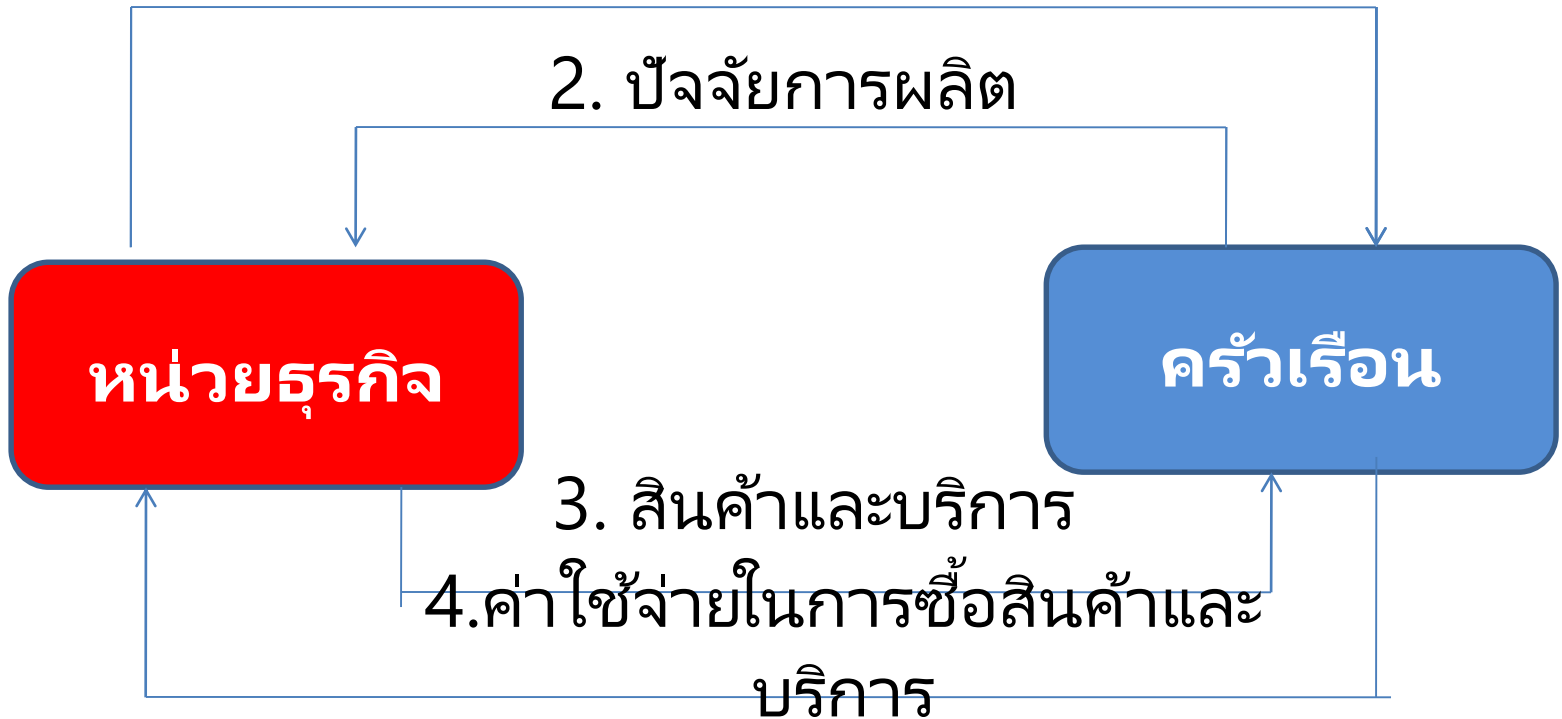 2. ปัจจัยการผลิต
หน่วยธุรกิจ
ครัวเรือน
3. สินค้าและบริการ
4.ค่าใช้จ่ายในการซื้อสินค้าและ
บริการ